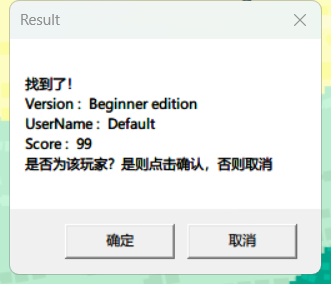 Result
找到了！
Version： Beginner edition
UserName： Default
Score： 99
是否为该玩家？是则点击确认，否则取消
确定
取消